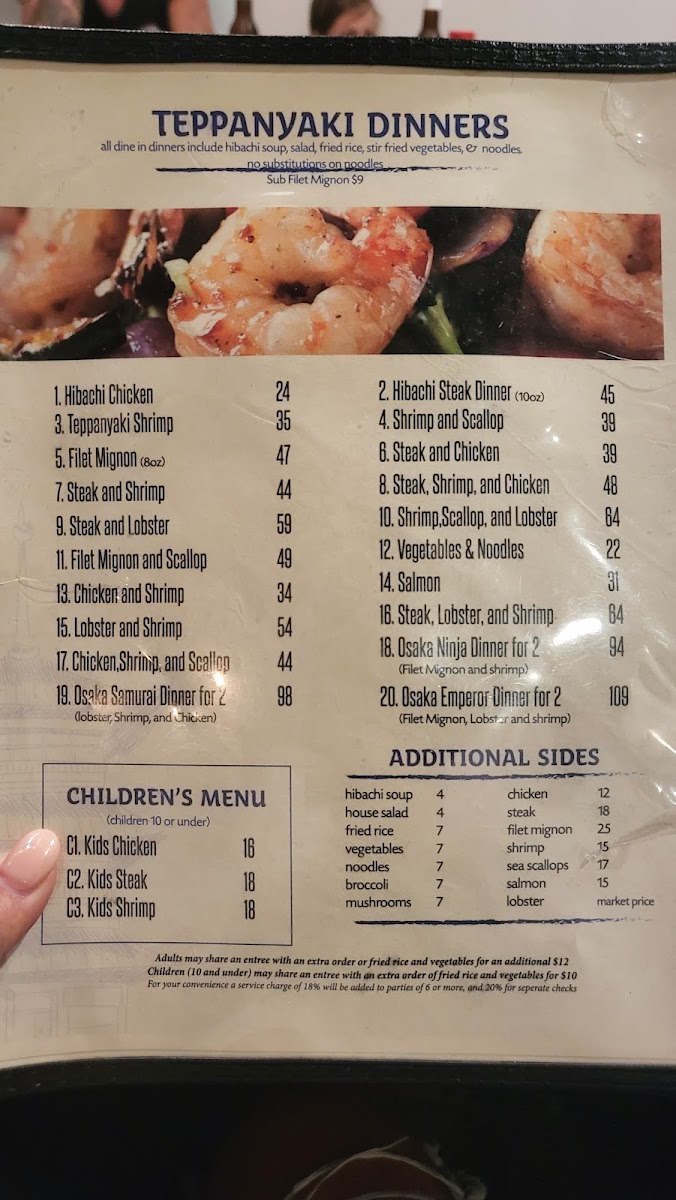 TEPPANYAKI DINNERS
all dine in dinners include hibachi soup, salad, fried rice, stir fried vegetables, & noodles.
no substitutions on noodles
Sub Filet Mignon $9
1. Hibachi Chicken 24
2. Hibachi Steak Dinner (10oz) 45
3. Teppanyaki Shrimp 35
4. Shrimp and Scallop 39
5. Filet Mignon (8oz) 47
6. Steak and Chicken 39
7. Steak and Shrimp 44
8. Steak, Shrimp, and Chicken 48
9. Steak and Lobster 59
10. Shrimp,Scallop, and Lobster 64
11. Filet Mignon and Scallop 49
12. Vegetables & Noodles 22
13. Chicken and Shrimp 34
14. Salmon 31
15. Lobster and Shrimp 54
16. Steak, Lobster, and Shrimp 64
17. Chicken,Shrimp, and Scallop 44
18. Osaka Ninja Dinner for 2 94
(Filet Mignon and shrimp)
19. Osaka Samurai Dinner for 2 98
(lobster, Shrimp, and Chicken)
20. Osaka Emperor Dinner for 2 109
(Filet Mignon, Lobster and shrimp)
CHILDREN'S MENU
(children 10 or under)
C1. Kids Chicken 16
C2. Kids Steak 18
C3. Kids Shrimp 18
ADDITIONAL SIDES
hibachi soup 4 chicken 12
house salad 4 steak 18
fried rice 7 filet mignon 25
vegetables 7 shrimp 15
noodles 7 sea scallops 17
broccoli 7 salmon 15
mushrooms 7 lobster market price
Adults may share an entree with an extra order or fried rice and vegetables for an additional $12
Children (10 and under) may share an entree with an extra order of fried rice and vegetables for $10
For your convenience a service charge of 18% will be added to parties of 6 or more, and 20% for seperate checks